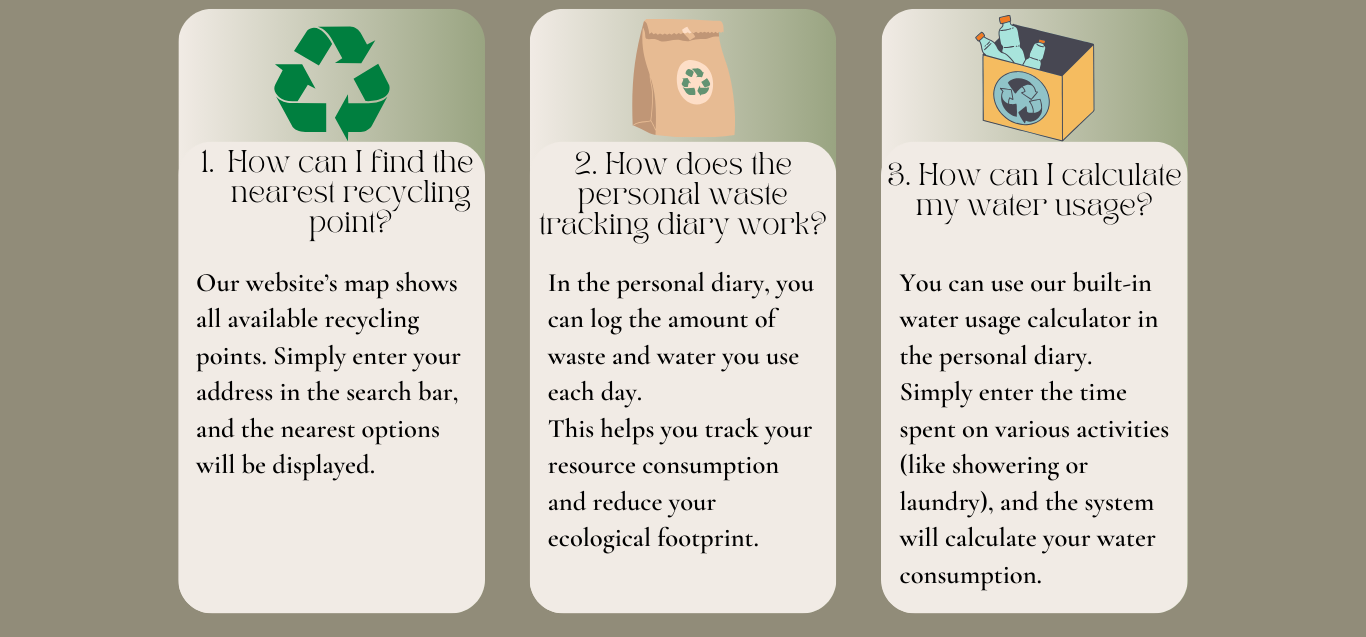 1. How can I find the
nearest recycling
point?
Our website’s map shows
all available recycling
points. Simply enter your
address in the search bar,
and the nearest options
will be displayed.
2. How does the
personal waste
tracking diary work?
In the personal diary, you
can log the amount of
waste and water you use
each day.
This helps you track your
resource consumption
and reduce your
ecological footprint.
3. How can I calculate
my water usage?
You can use our built-in
water usage calculator in
the personal diary.
Simply enter the time
spent on various activities
(like showering or
laundry), and the system
will calculate your water
consumption.